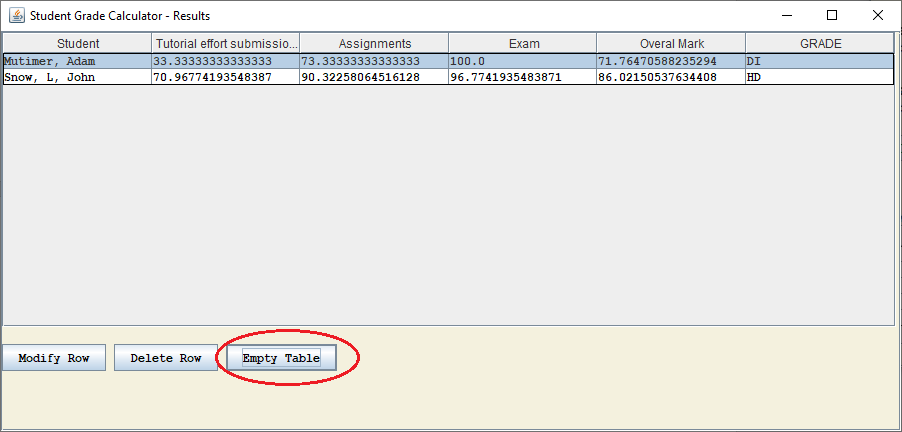 Student Grade Calculator - Results
Student Tutorial effort submissio... Assignments Exam Overal Mark GRADE
Mutimer, Adam 33.33333333333333 73.33333333333333 100.0 71.76470588235294 DI
Snow, L, John 70.96774193548387 90.32258064516128 96.7741935483871 86.02150537634408 HD
Modify Row Delete Row Empty Table